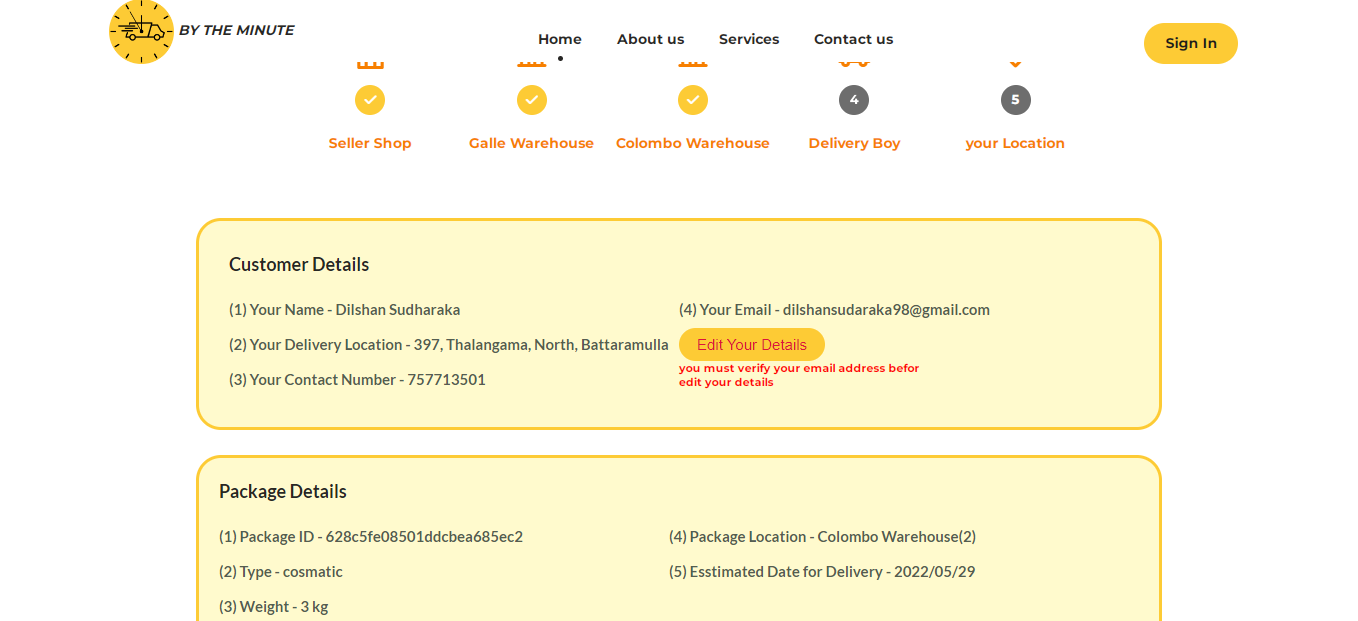 BY THE MINUTE
Home About us Services Contact us
Sign In
4 5
Seller Shop Galle Warehouse Colombo Warehouse Delivery Boy your Location
Customer Details
(1) Your Name - Dilshan Sudharaka
(4) Your Email - dilshansudaraka98@gmail.com
(2) Your Delivery Location - 397, Thalangama, North, Battaramulla
Edit Your Details
you must verify your email address befor
edit your details
(3) Your Contact Number - 757713501
Package Details
(1) Package ID - 628c5fe08501ddcbea685ec2
(4) Package Location - Colombo Warehouse(2)
(2) Type - cosmatic
(5) Esstimated Date for Delivery - 2022/05/29
(3) Weight - 3 kg